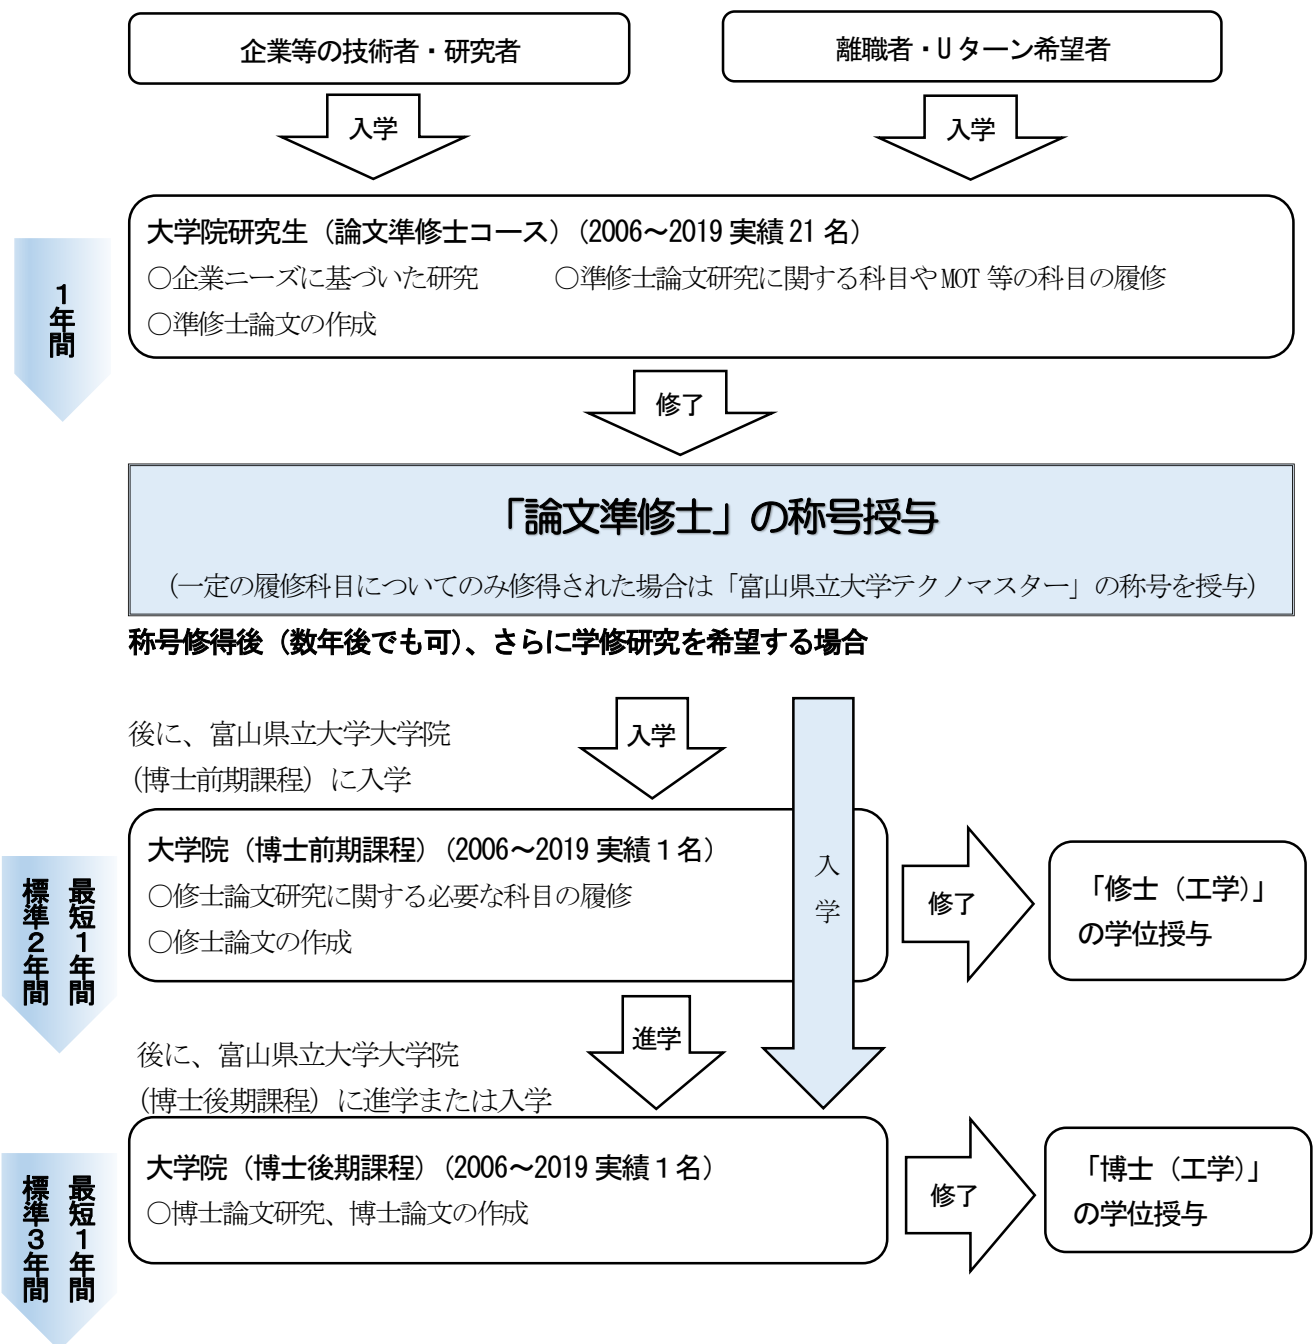 企業等の技術者・研究者
離職者・Uターン希望者
入学
入学
大学院研究生（論文準修士コース）（2006～2019 実績 21 名）
○企業ニーズに基づいた研究 ○準修士論文研究に関する科目や MOT 等の科目の履修
○準修士論文の作成
１年間
修了
「論文準修士」の称号授与
（一定の履修科目についてのみ修得された場合は「富山県立大学テクノマスター」の称号を授与）
称号修得後（数年後でも可）、さらに学修研究を希望する場合
後に、富山県立大学大学院
（博士前期課程）に入学
入学
入学
大学院（博士前期課程）（2006～2019 実績１名）
○修士論文研究に関する必要な科目の履修
○修士論文の作成
最短１年間
標準２年間
修了
「修士（工学）」
の学位授与
進学
後に、富山県立大学大学院
（博士後期課程）に進学または入学
大学院（博士後期課程）（2006～2019 実績１名）
○博士論文研究、博士論文の作成
最短１年間
標準３年間
修了
「博士（工学）」
の学位授与